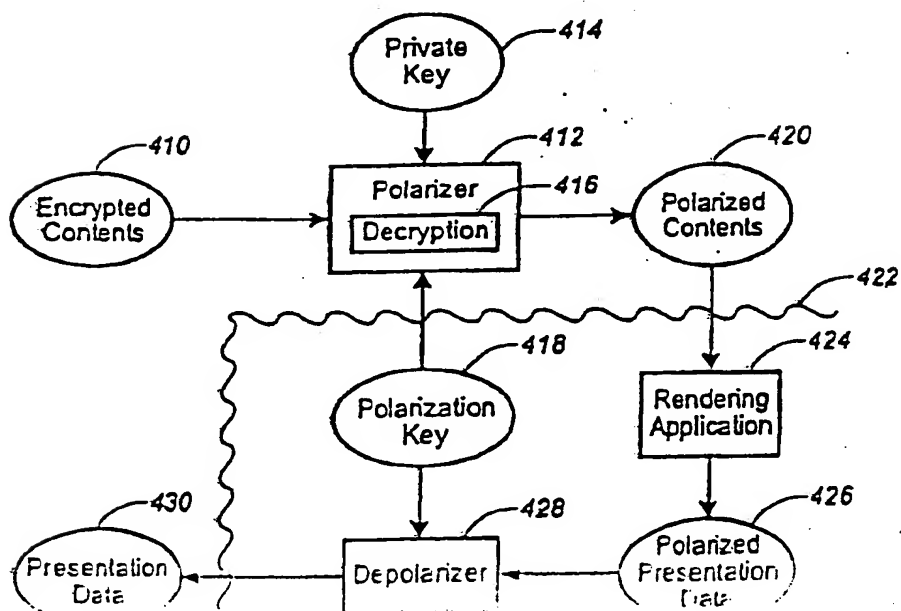 414
Private
Key
410
412
420
Encrypted
Contents
Polarizer
416
Decryption
Polarized
Contents
422
418
424
Polarization
Key
Rendering
Application
430
428
426
Presentation
Data
Depolarizer
Polarized
Presentation
Data